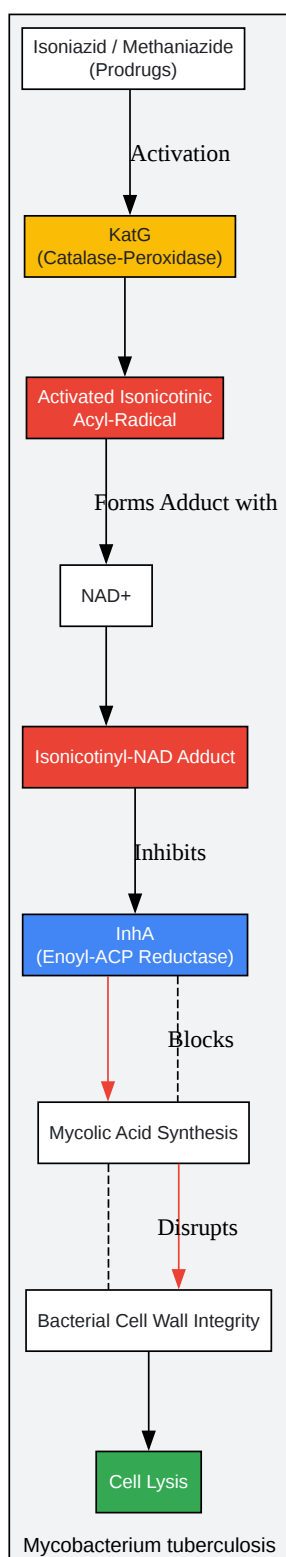 Isoniazid / Methaniazide
(Prodrugs)
Activation
KatG
(Catalase-Peroxidase)
Activated Isonicotinic
Acyl-Radical
Forms Adduct with
NAD+
Isonicotinyl-NAD Adduct
Inhibits
InhA
(Enoyl-ACP Reductase)
Blocks
Mycolic Acid Synthesis
Disrupts
Bacterial Cell Wall Integrity
Cell Lysis
Mycobacterium tuberculosis